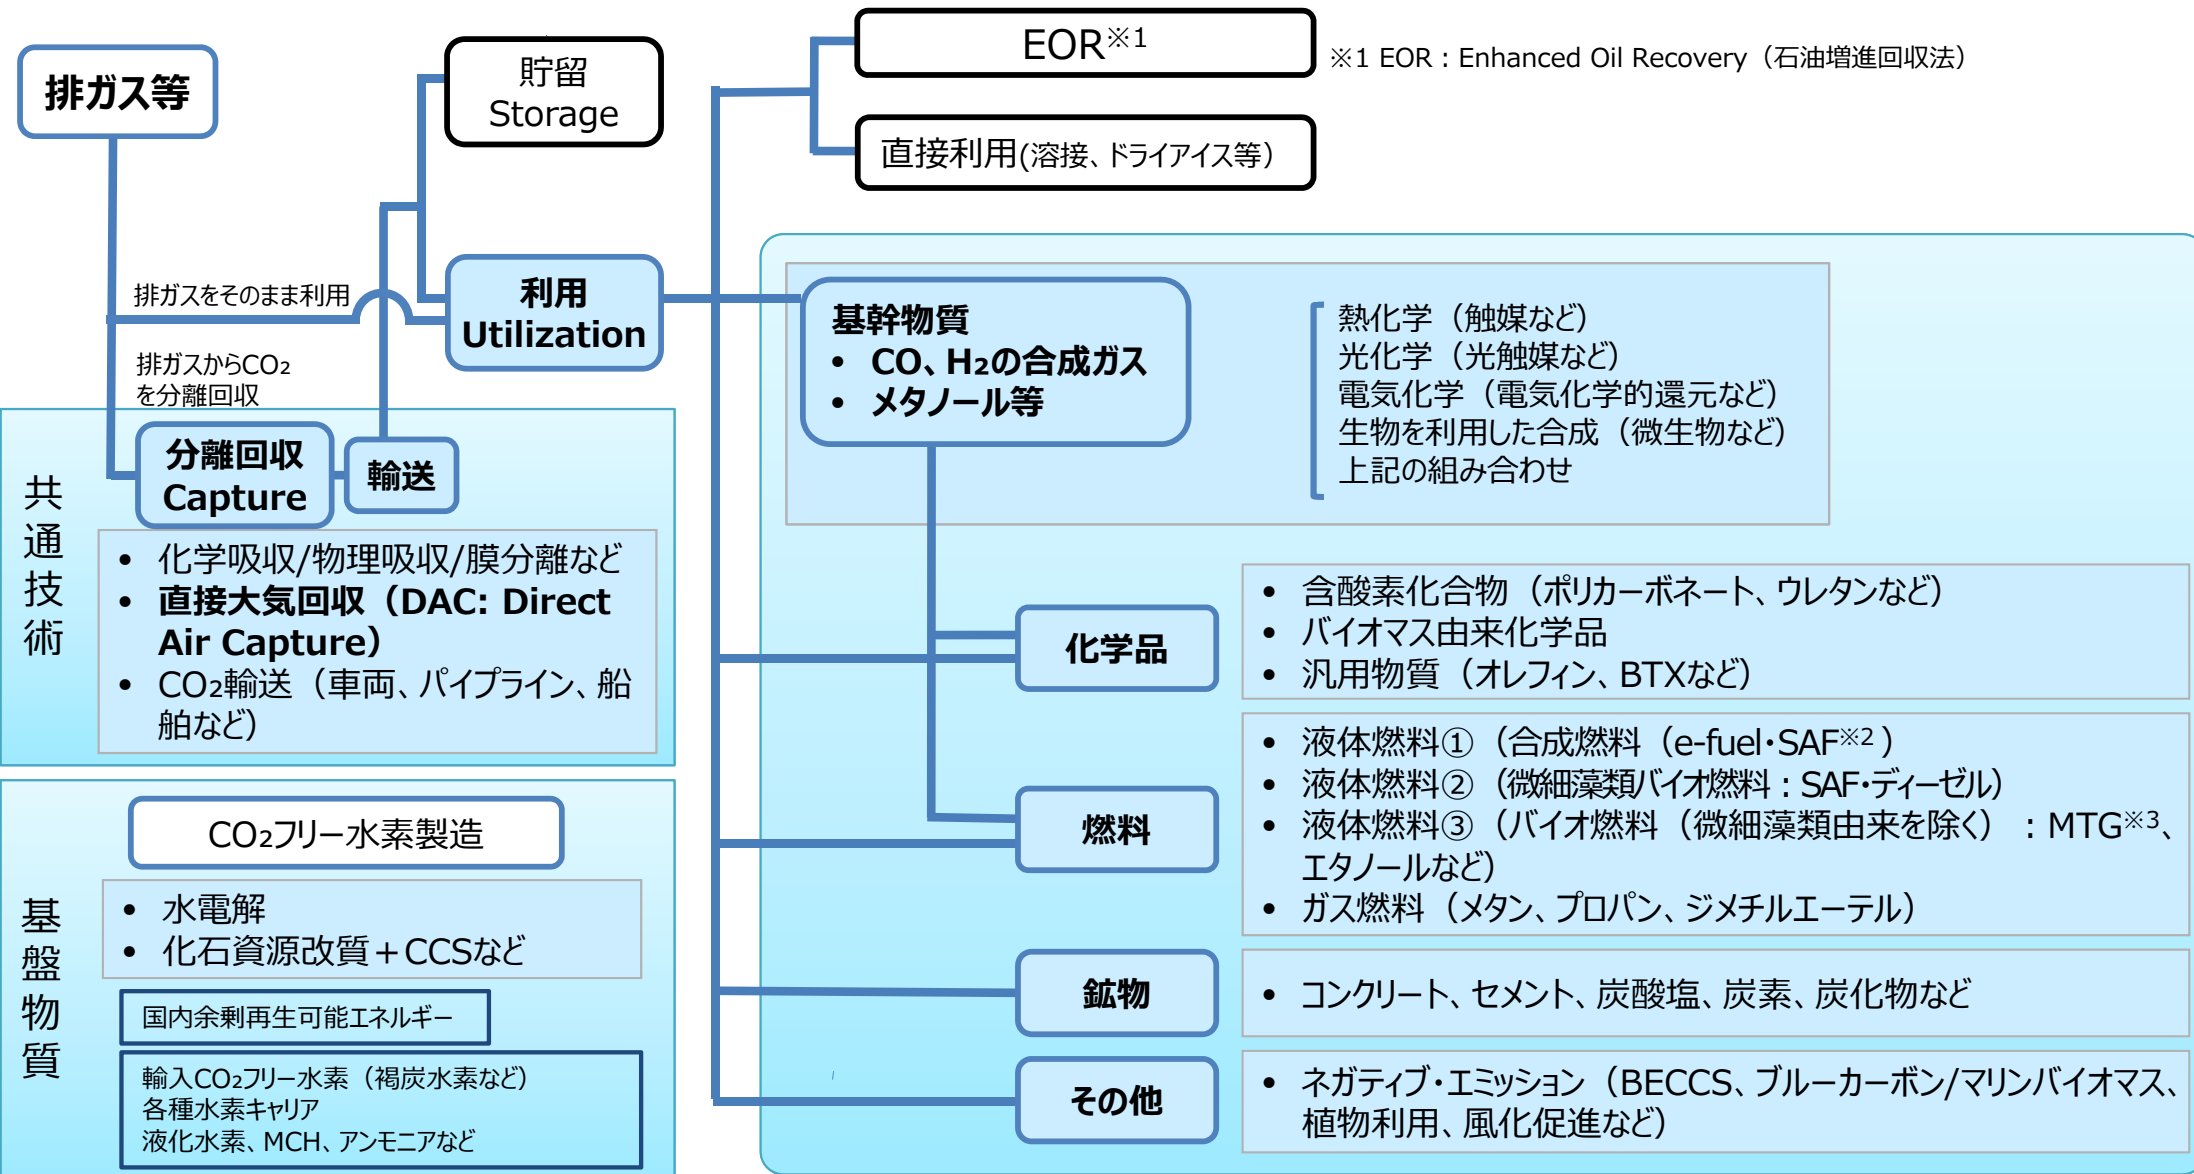 排ガス等
貯留
Storage
EOR※1
※1 EOR：Enhanced Oil Recovery（石油増進回収法）
直接利用(溶接、ドライアイス等）
排ガスをそのまま利用
利用
Utilization
排ガスからCO₂
を分離回収
基幹物質
• CO、H₂の合成ガス
• メタノール等
熱化学（触媒など）
光化学（光触媒など）
電気化学（電気化学的還元など）
生物を利用した合成（微生物など）
上記の組み合わせ
共通技術
分離回収
Capture
輸送
• 化学吸収/物理吸収/膜分離など
• 直接大気回収（DAC: Direct
Air Capture）
• CO₂輸送（車両、パイプライン、船
舶など）
化学品
• 含酸素化合物（ポリカーボネート、ウレタンなど）
• バイオマス由来化学品
• 汎用物質（オレフィン、BTXなど）
燃料
• 液体燃料①（合成燃料（e-fuel・SAF※2）
• 液体燃料②（微細藻類バイオ燃料：SAF・ディーゼル）
• 液体燃料③（バイオ燃料（微細藻類由来を除く）：MTG※3、
エタノールなど）
• ガス燃料（メタン、プロパン、ジメチルエーテル）
鉱物
• コンクリート、セメント、炭酸塩、炭素、炭化物など
その他
• ネガティブ・エミッション（BECCS、ブルーカーボン/マリンバイオマス、
植物利用、風化促進など）
基盤物質
CO₂フリー水素製造
• 水電解
• 化石資源改質＋CCSなど
国内余剰再生可能エネルギー
輸入CO₂フリー水素（褐炭水素など）
各種水素キャリア
液化水素、MCH、アンモニアなど